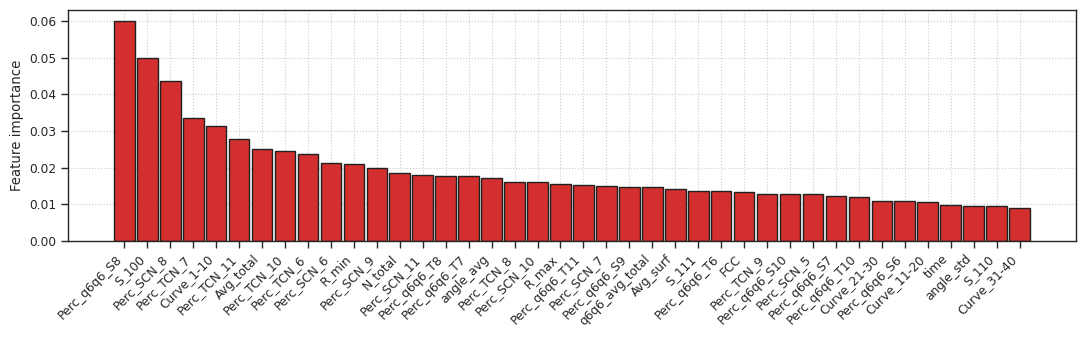 Feature importance
0.06
0.05
0.04
0.03
0.02
0.01
0.00
Perc_q6q6_S8
S_100
Perc_SCN_8
Perc_TCN_7
Curve_1-10
Perc_TCN_11
Avg_total
Perc_TCN_10
Perc_TCN_6
Perc_SCN_6
R_min
Perc_SCN_9
N_total
Perc_SCN_11
Perc_q6q6_T8
Perc_q6q6_T7
angle_avg
Perc_TCN_8
Perc_SCN_10
R_max
Perc_q6q6_T11
Perc_SCN_7
Perc_q6q6_S9
q6q6_avg_total
Avg_surf
S_111
Perc_q6q6_T6
FCC
Perc_TCN_9
Perc_q6q6_S10
Perc_SCN_5
Perc_q6q6_S7
Perc_q6q6_T10
Curve_21-30
Perc_q6q6_S6
Curve_11-20
time
angle_std
S_110
Curve_31-40